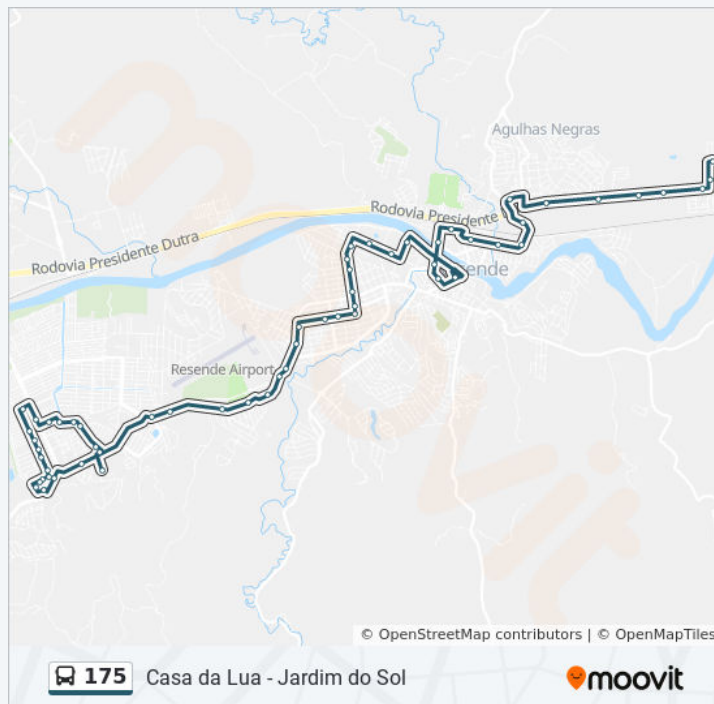 Agulhas Negras
Rodovia Presidente
Rodovia Presidente Dutra
Resende Airport
© OpenStreetMap contributors | © OpenMapTiles
175 Casa da Lua - Jardim do Sol
moovit